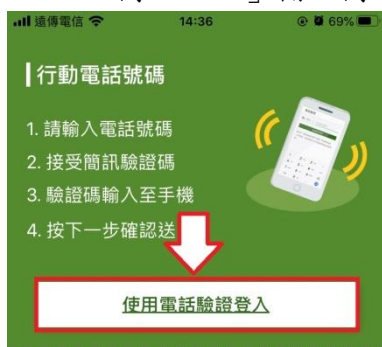 遠傳電信 14:36 69%
行動電話號碼
1. 請輸入電話號碼
2. 接受簡訊驗證碼
3. 驗證碼輸入至手機
4. 按下一步確認送
使用電話驗證登入